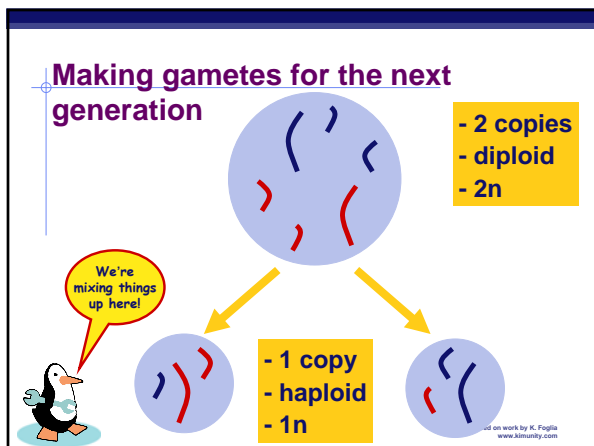 Making gametes for the next
generation
- 2 copies
- diploid
- 2n
We're
mixing things
up here!
- 1 copy
- haploid
- 1n
on work by K. Foglia
www.kimunity.com